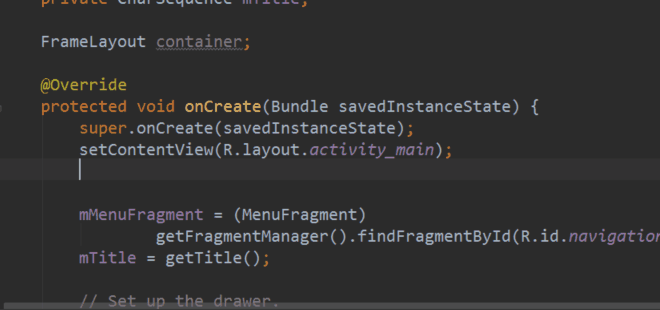 private CharSequence mTitle;
FrameLayout container;
@Override
protected void onCreate(Bundle savedInstanceState) {
super.onCreate(savedInstanceState);
setContentView(R.layout.activity_main);
mMenuFragment = (MenuFragment)
getFragmentManager().findFragmentById(R.id.navigation
mTitle = getTitle();
// Set up the drawer.